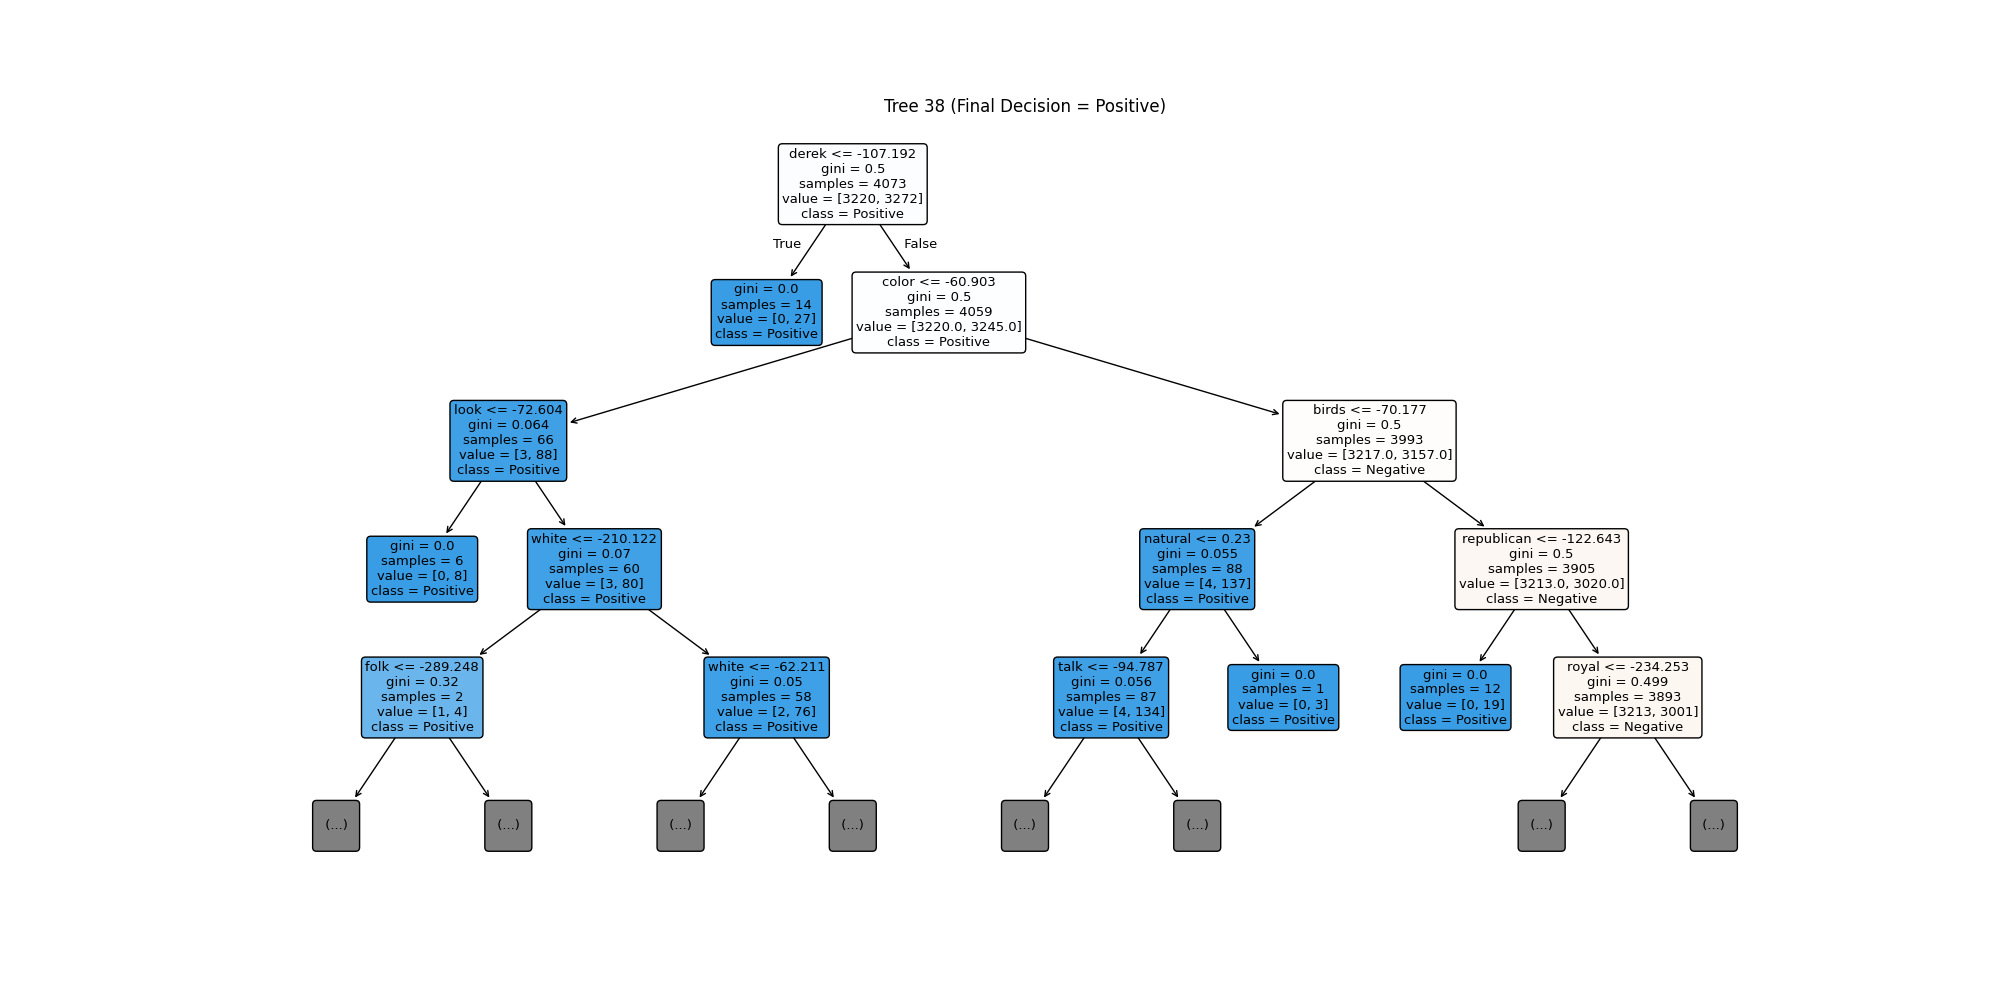 Tree 38 (Final Decision = Positive)
derek <= -107.192
gini = 0.5
samples = 4073
value = [3220, 3272]
class = Positive
True
False
gini = 0.0
samples = 14
value = [0, 27]
class = Positive
color <= -60.903
gini = 0.5
samples = 4059
value = [3220.0, 3245.0]
class = Positive
look <= -72.604
gini = 0.064
samples = 66
value = [3, 88]
class = Positive
birds <= -70.177
gini = 0.5
samples = 3993
value = [3217.0, 3157.0]
class = Negative
gini = 0.0
samples = 6
value = [0, 8]
class = Positive
white <= -210.122
gini = 0.07
samples = 60
value = [3, 80]
class = Positive
natural <= 0.23
gini = 0.055
samples = 88
value = [4, 137]
class = Positive
republican <= -122.643
gini = 0.5
samples = 3905
value = [3213.0, 3020.0]
class = Negative
folk <= -289.248
gini = 0.32
samples = 2
value = [1, 4]
class = Positive
white <= -62.211
gini = 0.05
samples = 58
value = [2, 76]
class = Positive
talk <= -94.787
gini = 0.056
samples = 87
value = [4, 134]
class = Positive
gini = 0.0
samples = 1
value = [0, 3]
class = Positive
gini = 0.0
samples = 12
value = [0, 19]
class = Positive
royal <= -234.253
gini = 0.499
samples = 3893
value = [3213, 3001]
class = Negative
(...)
(...)
(...)
(...)
(...)
(...)
(...)
(...)